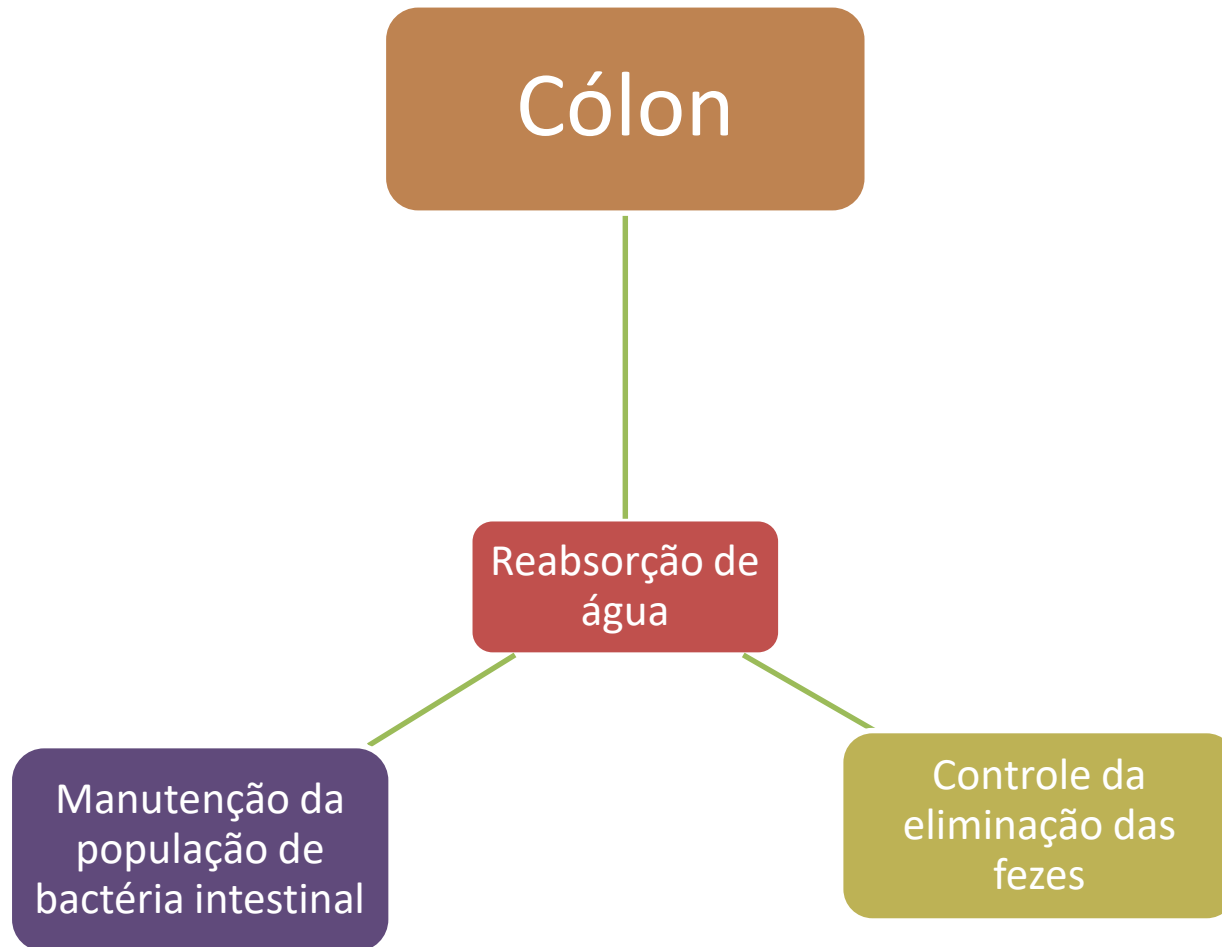 Cólon
Reabsorção de
água
Manutenção da
população de
bactéria intestinal
Controle da
eliminação das
fezes